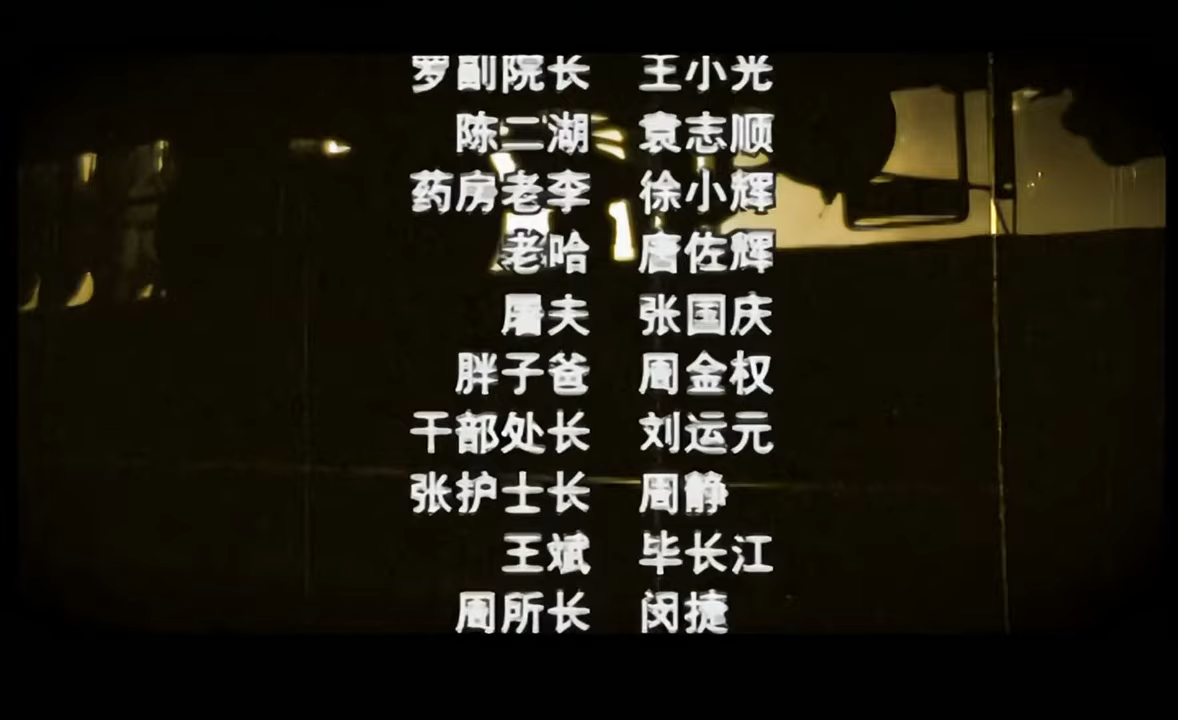 罗副院长 王小光
陈二湖 袁志顺
药房老李 徐小辉
老哈 唐佐辉
屠夫 张国庆
胖子爸 周金权
干部处长 刘运元
张护士长 周静
王斌 毕长江
周所长 闵捷